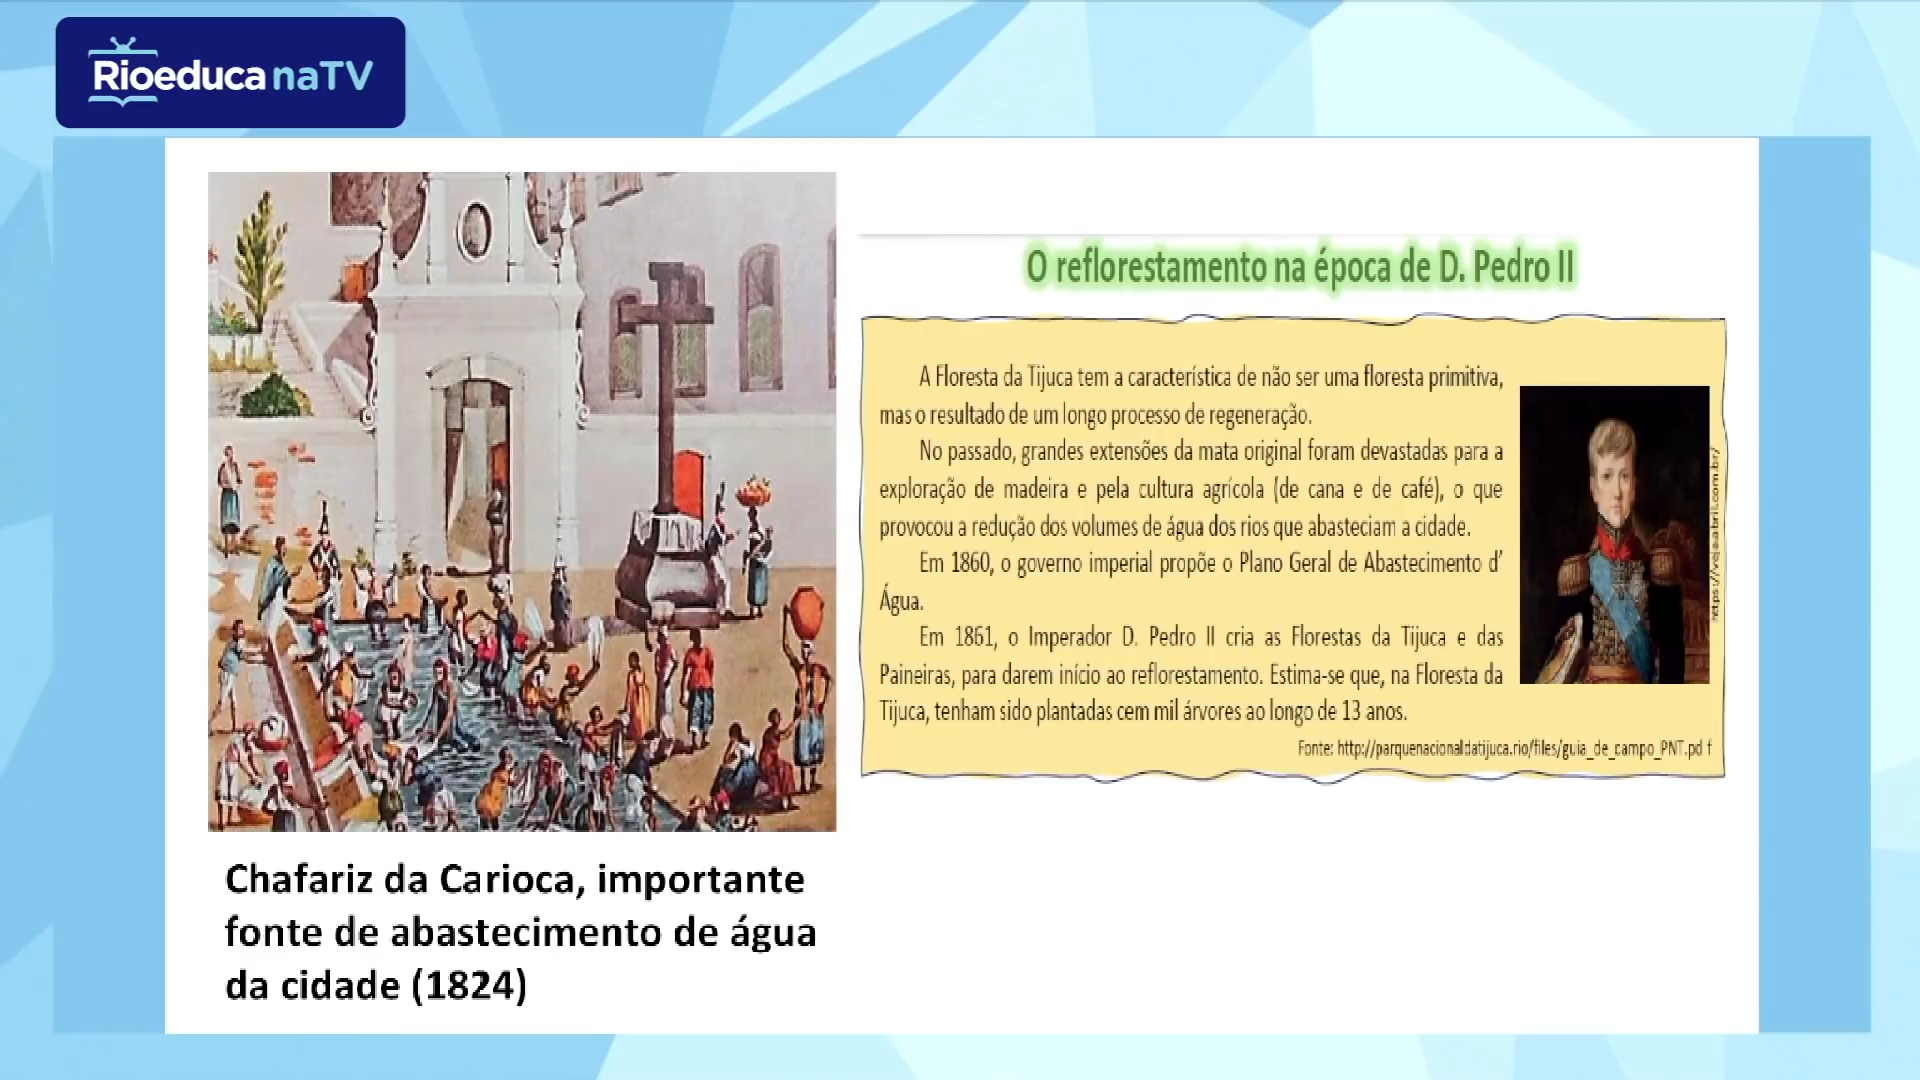 Rioeduca naTV
O reflorestamento na época de D. Pedro II
A Floresta da Tijuca tem a característica de não ser uma floresta primitiva,
mas o resultado de um longo processo de regeneração.
No passado, grandes extensões da mata original foram devastadas para a
exploração de madeira e pela cultura agrícola (de cana e de café), o que
provocou a redução dos volumes de água dos rios que abasteciam a cidade.
Em 1860, o governo imperial propõe o Plano Geral de Abastecimento d’
Água.
Em 1861, o Imperador D. Pedro II cria as Florestas da Tijuca e das
Paineiras, para darem início ao reflorestamento. Estima-se que, na Floresta da
Tijuca, tenham sido plantadas cem mil árvores ao longo de 13 anos.
https://veja.abril.com.br/
Fonte: http://parquenacionaldatijuca.rio/files/guia_de_campo_PNT.pd f
Chafariz da Carioca, importante
fonte de abastecimento de água
da cidade (1824)